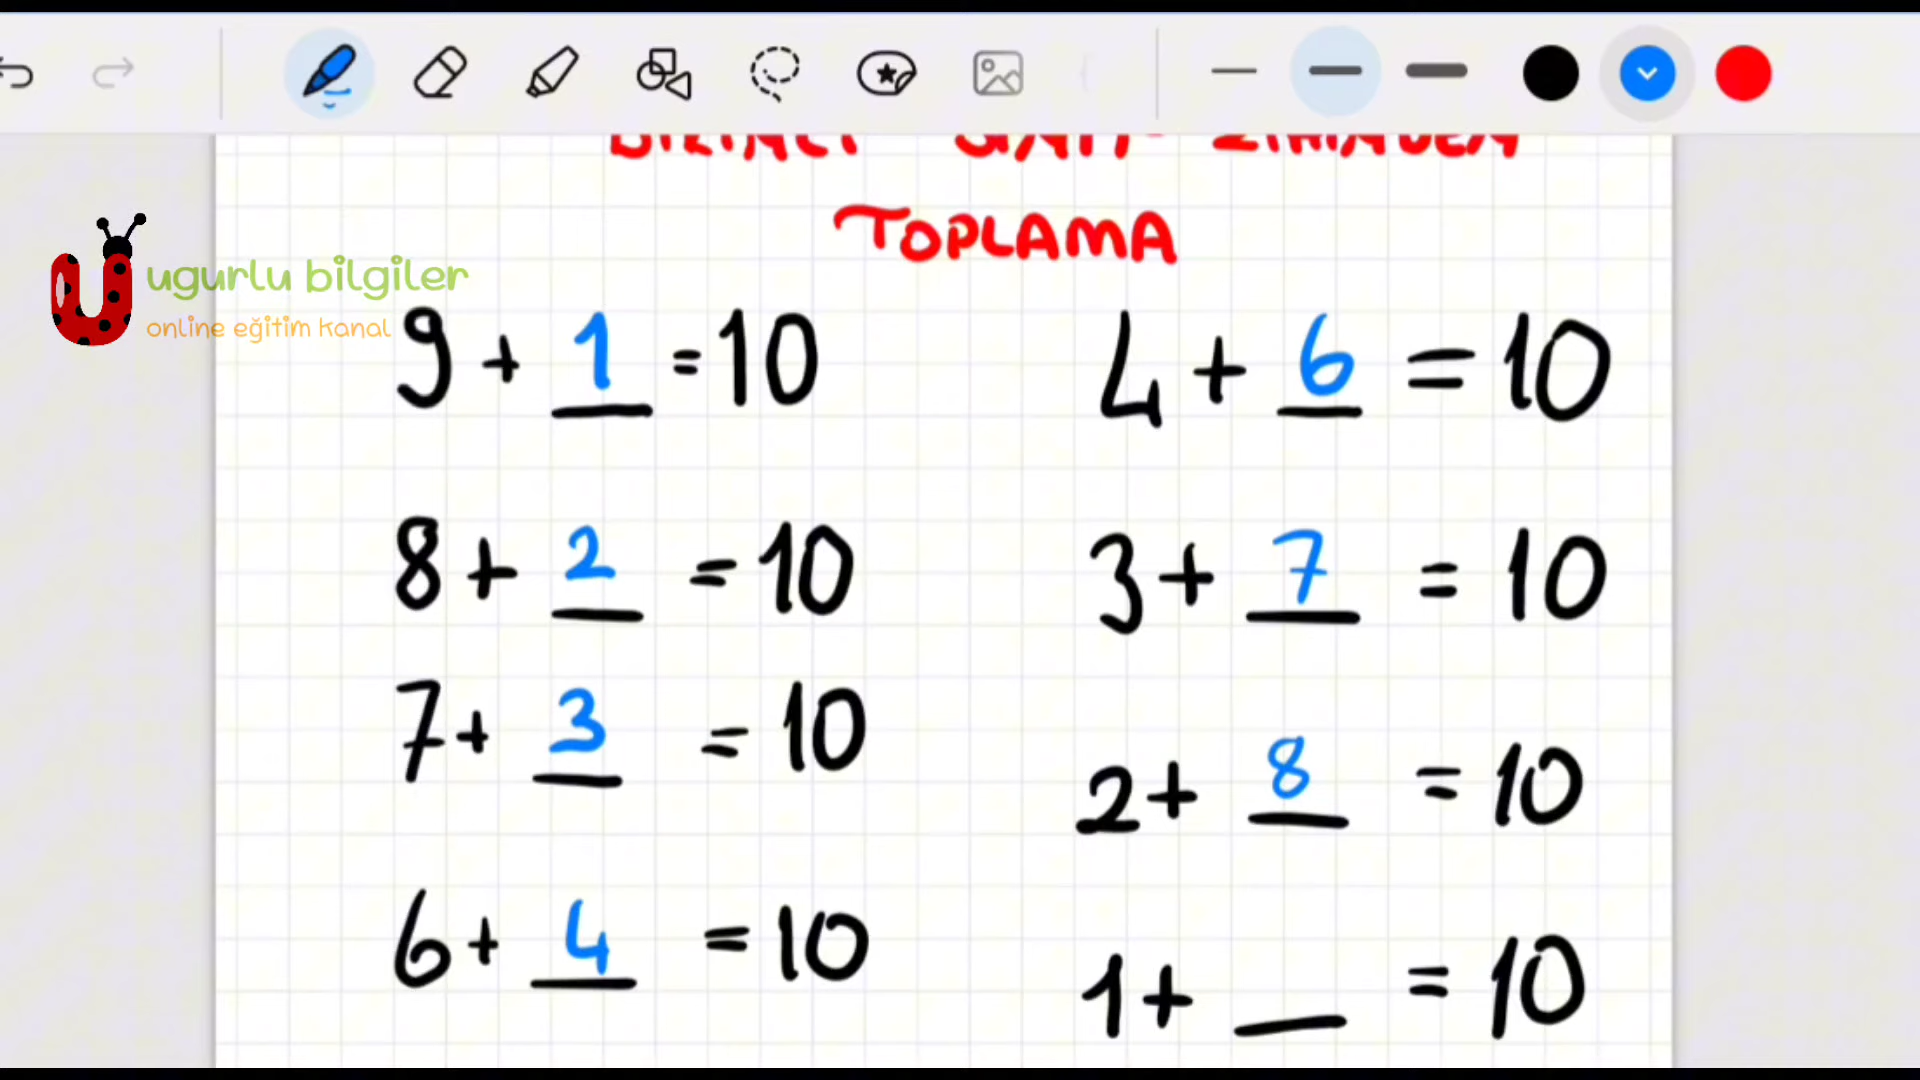 TOPLAMA
ugurlu bilgiler
online eğitim kanal
9 + 1 = 10
8 + 2 = 10
7 + 3 = 10
6 + 4 = 10
4 + 6 = 10
3 + 7 = 10
2 + 8 = 10
1 + __ = 10